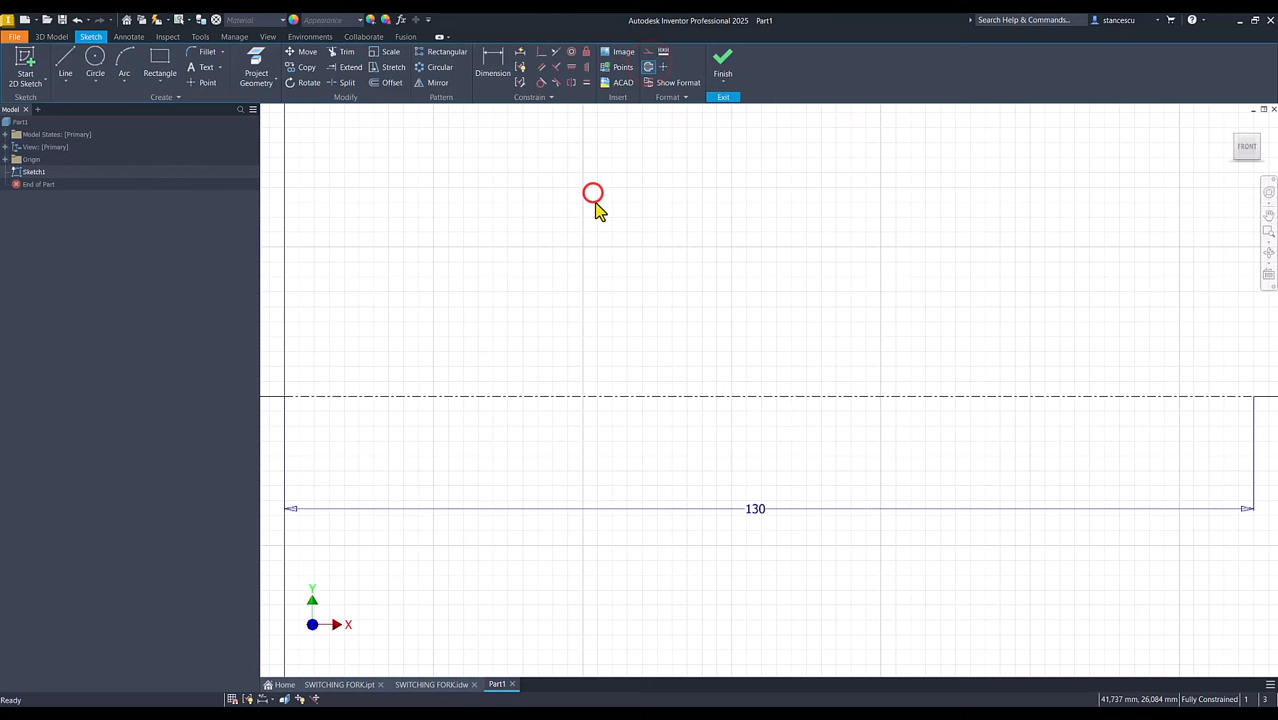 Material
Appearance
Autodesk Inventor Professional 2025 Part1
Search Help & Commands...
stancescu
File
3D Model
Sketch
Annotate
Inspect
Tools
Manage
View
Environments
Collaborate
Fusion
Start
2D Sketch
Line
Circle
Arc
Rectangle
Fillet
Text
Point
Project
Geometry
Move
Copy
Rotate
Trim
Extend
Split
Scale
Stretch
Offset
Rectangular
Circular
Mirror
Dimension
Image
Points
ACAD
Show Format
Finish
Sketch
Create
Modify
Pattern
Constrain
Insert
Format
Exit
Model
Part1
Model States: [Primary]
View: [Primary]
Origin
Sketch1
End of Part
FRONT
130
Y
X
Home
SWITCHING FORK.ipt
SWITCHING FORK.idw
Part1
Ready
41,737 mm, 26,084 mm
Fully Constrained
1
3